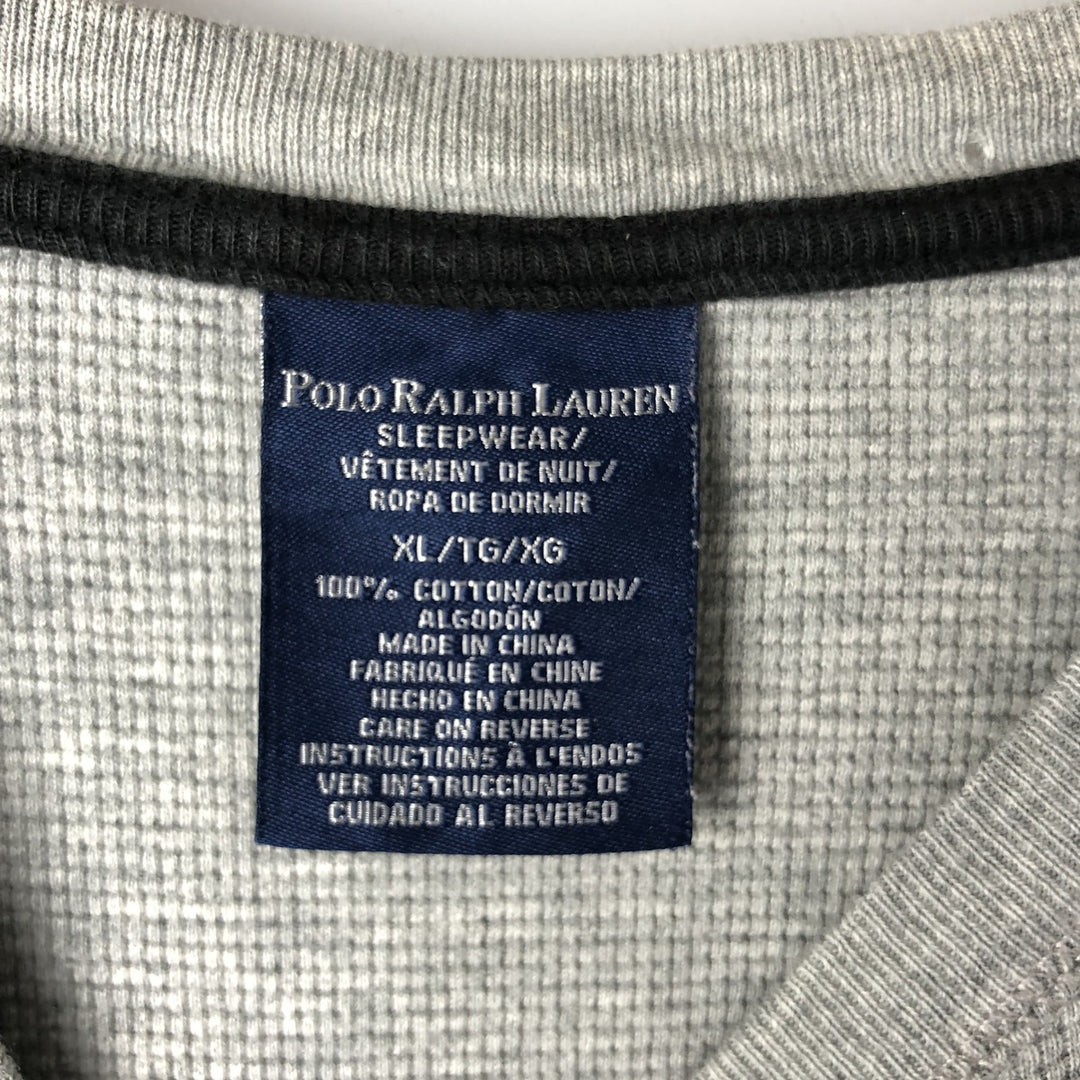 POLO RALPH LAUREN
SLEEPWEAR/
VÊTEMENT DE NUIT/
ROPA DE DORMIR
XL/TG/XG
100% COTTON/COTON/
ALGODÓN
MADE IN CHINA
FABRIQUÉ EN CHINE
HECHO EN CHINA
CARE ON REVERSE
INSTRUCTIONS À L'ENDOS
VER INSTRUCCIONES DE
CUIDADO AL REVERSO